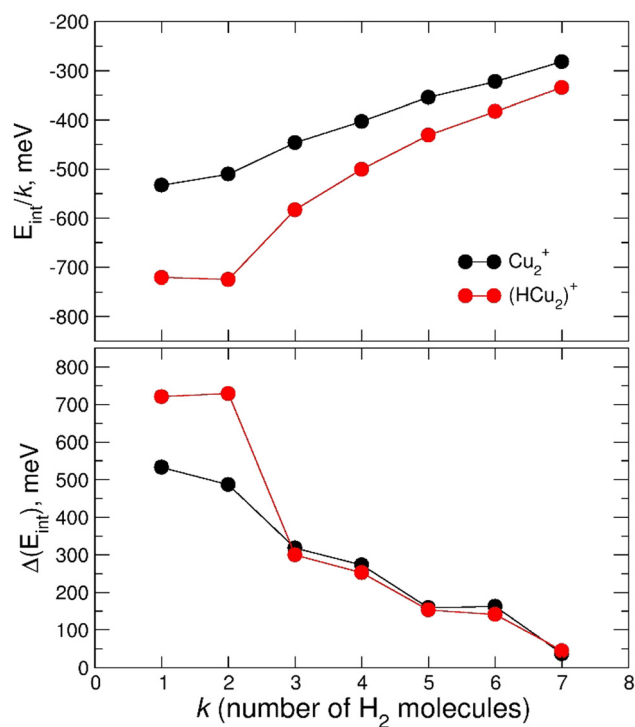 -200
-300
-400
-500
-600
-700
-800
E_int/k, meV
Cu₂⁺
(HCu₂)⁺
800
700
600
500
400
300
200
100
0
Δ(E_int), meV
0 1 2 3 4 5 6 7 8
k (number of H₂ molecules)